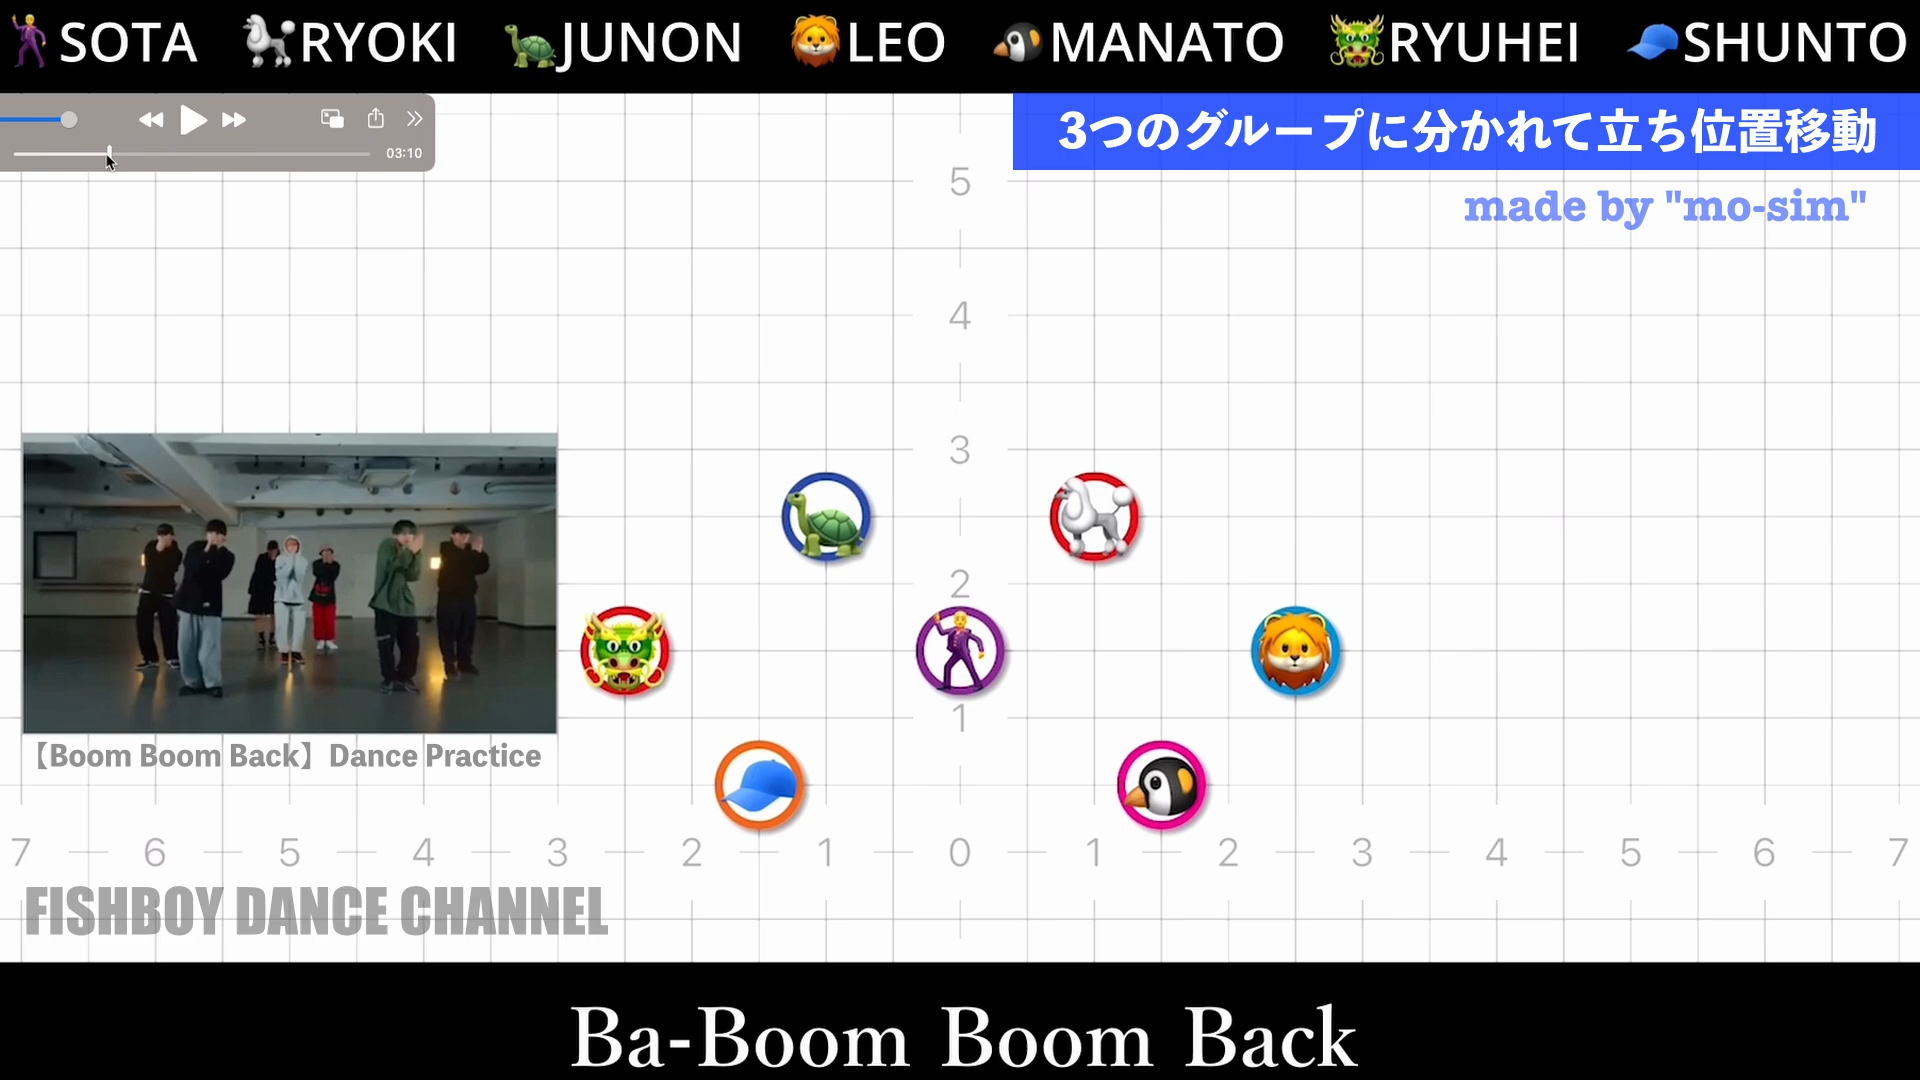 SOTA RYOKI JUNON LEO MANATO RYUHEI SHUNTO
03:10
3つのグループに分かれて立ち位置移動
made by "mo-sim"
5
4
3
2
1
【Boom Boom Back】Dance Practice
7 6 5 4 3 2 1 0 1 2 3 4 5 6 7
FISHBOY DANCE CHANNEL
Ba-Boom Boom Back